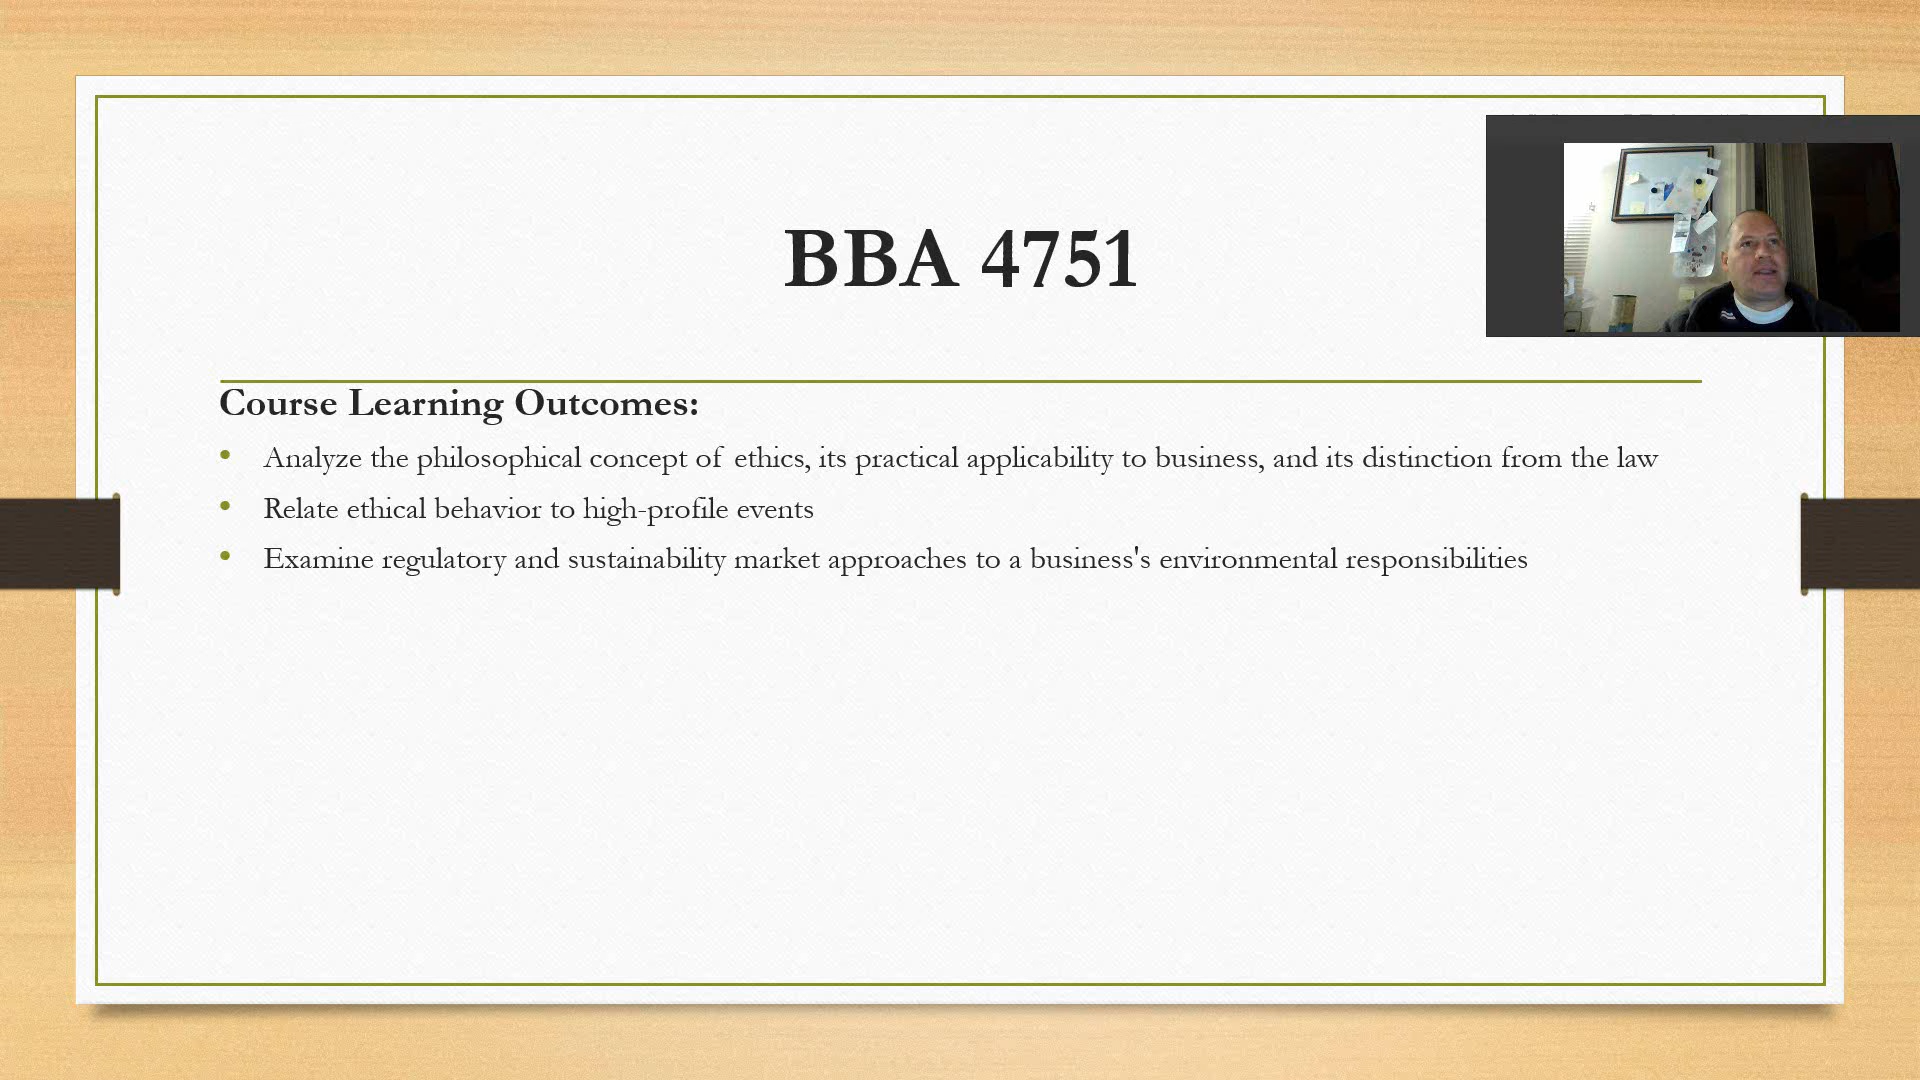 BBA 4751
Course Learning Outcomes:
• Analyze the philosophical concept of ethics, its practical applicability to business, and its distinction from the law
• Relate ethical behavior to high-profile events
• Examine regulatory and sustainability market approaches to a business's environmental responsibilities